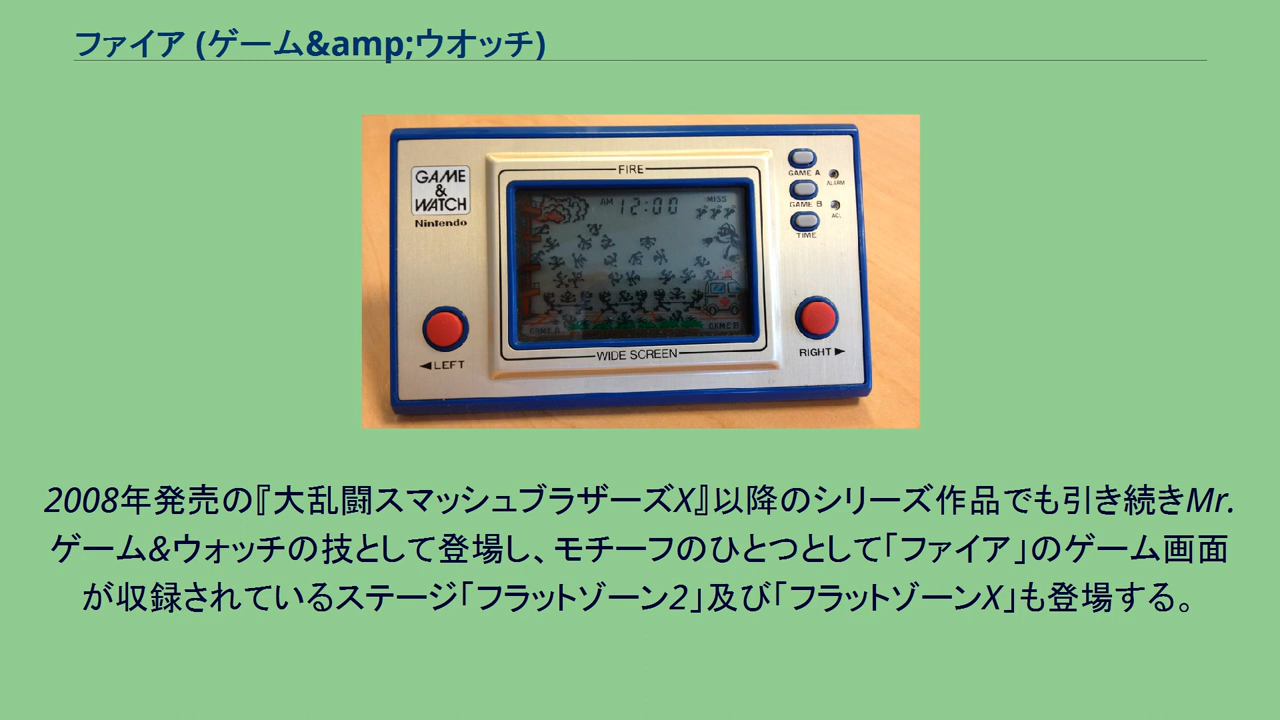 ファイア (ゲーム&amp;ウオッチ)
GAME
&
WATCH
Nintendo
FIRE
AM 12:00
MISS
GAME A
GAME B
WIDE SCREEN
◄LEFT
GAME A
ALARM
GAME B
ACL
TIME
RIGHT►
2008年発売の『大乱闘スマッシュブラザーズX』以降のシリーズ作品でも引き続きMr.
ゲーム&ウォッチの技として登場し、モチーフのひとつとして「ファイア」のゲーム画面
が収録されているステージ「フラットゾーン2」及び「フラットゾーンX」も登場する。